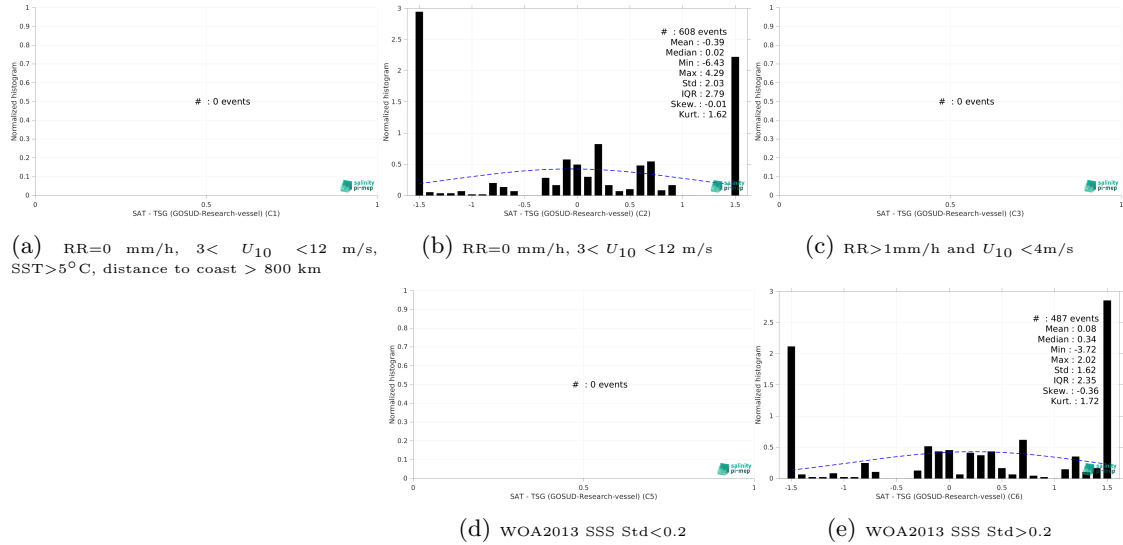 1
0.9
0.8
0.7
0.6
0.5
0.4
0.3
0.2
0.1
0
Normalized histogram
# : 0 events
salinity
pi-mep
0 0.5 1
SAT - TSG (GOSUD-Research-vessel) (C1)
(a) RR=0 mm/h, 3< U10 <12 m/s,
SST>5°C, distance to coast > 800 km
3
2.5
2
1.5
1
0.5
0
Normalized histogram
# : 608 events
Mean : -0.39
Median : 0.02
Min : -6.43
Max : 4.29
Std : 2.03
IQR : 2.79
Skew. : -0.01
Kurt. : 1.62
salinity
pi-mep
-1.5 -1 -0.5 0 0.5 1 1.5
SAT - TSG (GOSUD-Research-vessel) (C2)
(b) RR=0 mm/h, 3< U10 <12 m/s
1
0.9
0.8
0.7
0.6
0.5
0.4
0.3
0.2
0.1
0
Normalized histogram
# : 0 events
salinity
pi-mep
0 0.5 1
SAT - TSG (GOSUD-Research-vessel) (C3)
(c) RR>1mm/h and U10 <4m/s
1
0.9
0.8
0.7
0.6
0.5
0.4
0.3
0.2
0.1
0
Normalized histogram
# : 0 events
salinity
pi-mep
0 0.5 1
SAT - TSG (GOSUD-Research-vessel) (C5)
(d) WOA2013 SSS Std<0.2
3
2.5
2
1.5
1
0.5
0
Normalized histogram
# : 487 events
Mean : 0.08
Median : 0.34
Min : -3.72
Max : 2.02
Std : 1.62
IQR : 2.35
Skew. : -0.36
Kurt. : 1.72
salinity
pi-mep
-1.5 -1 -0.5 0 0.5 1 1.5
SAT - TSG (GOSUD-Research-vessel) (C6)
(e) WOA2013 SSS Std>0.2